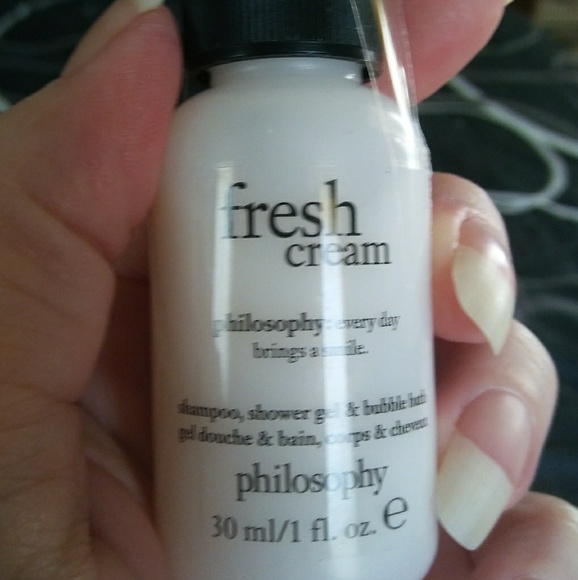 fresh
cream
philosophy: every day
brings a smile.
shampoo, shower gel & bubble bath
gel douche & bain, corps & cheveux
philosophy
30 ml/1 fl. oz. e